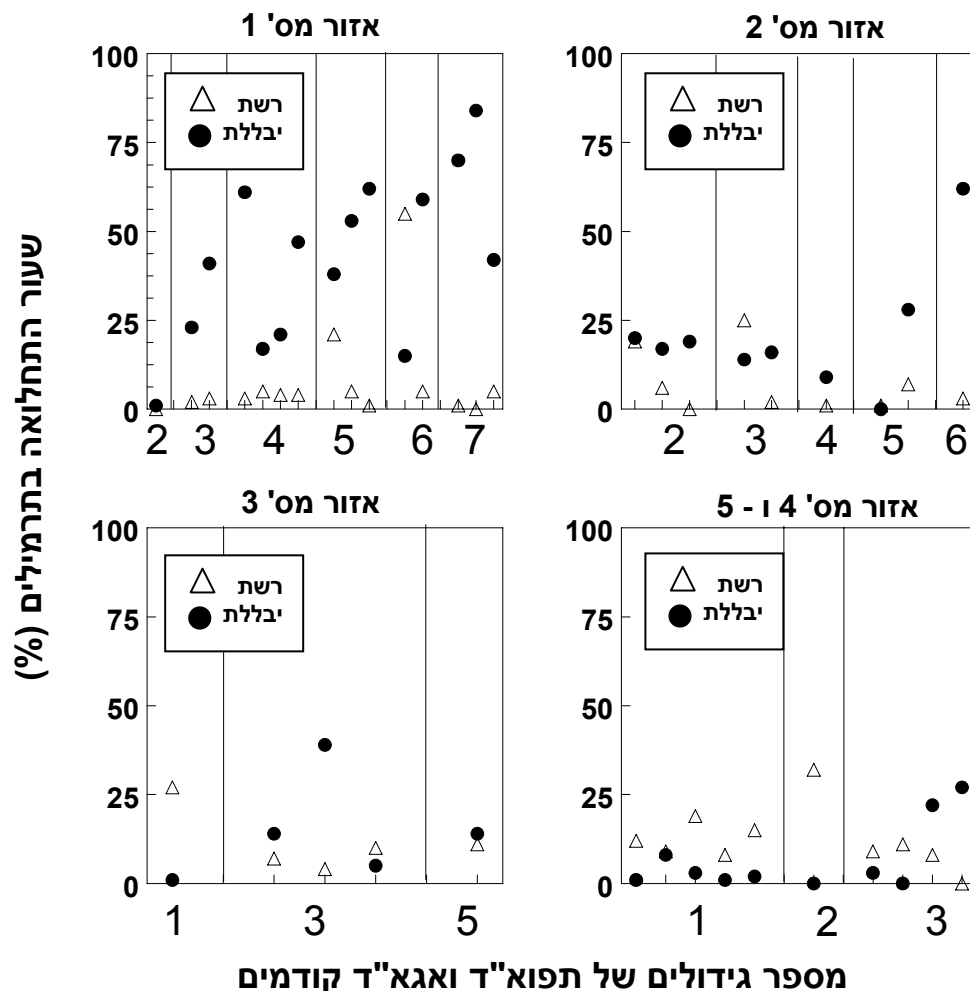 אזור מס' 1
100
75
50
25
0
רשת
יבללת
2 3 4 5 6 7
אזור מס' 2
100
75
50
25
0
רשת
יבללת
2 3 4 5 6
אזור מס' 3
100
75
50
25
0
רשת
יבללת
1 3 5
אזור מס' 4 ו - 5
100
75
50
25
0
רשת
יבללת
1 2 3
שעור התחלואה בתרמילים (%)
מספר גידולים של תפוא"ד ואגא"ד קודמים